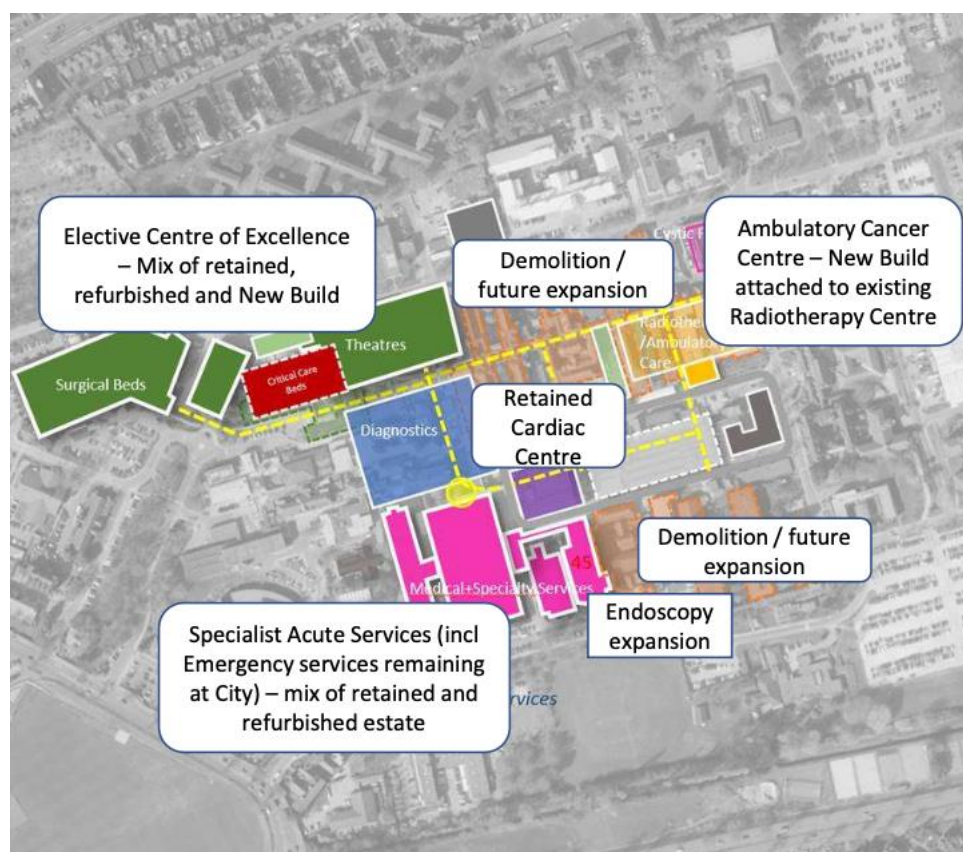 Elective Centre of Excellence
– Mix of retained,
refurbished and New Build
Demolition /
future expansion
Cystic
Ambulatory Cancer
Centre – New Build
attached to existing
Radiotherapy Centre
Care
Theatres
Critical Care
Beds
Surgical Beds
Diagnostics
Retained
Cardiac
Centre
Demolition / future
expansion
45
Medical+Specialty Services
Endoscopy
expansion
Specialist Acute Services (incl
Emergency services remaining
at City) – mix of retained and
refurbished estate